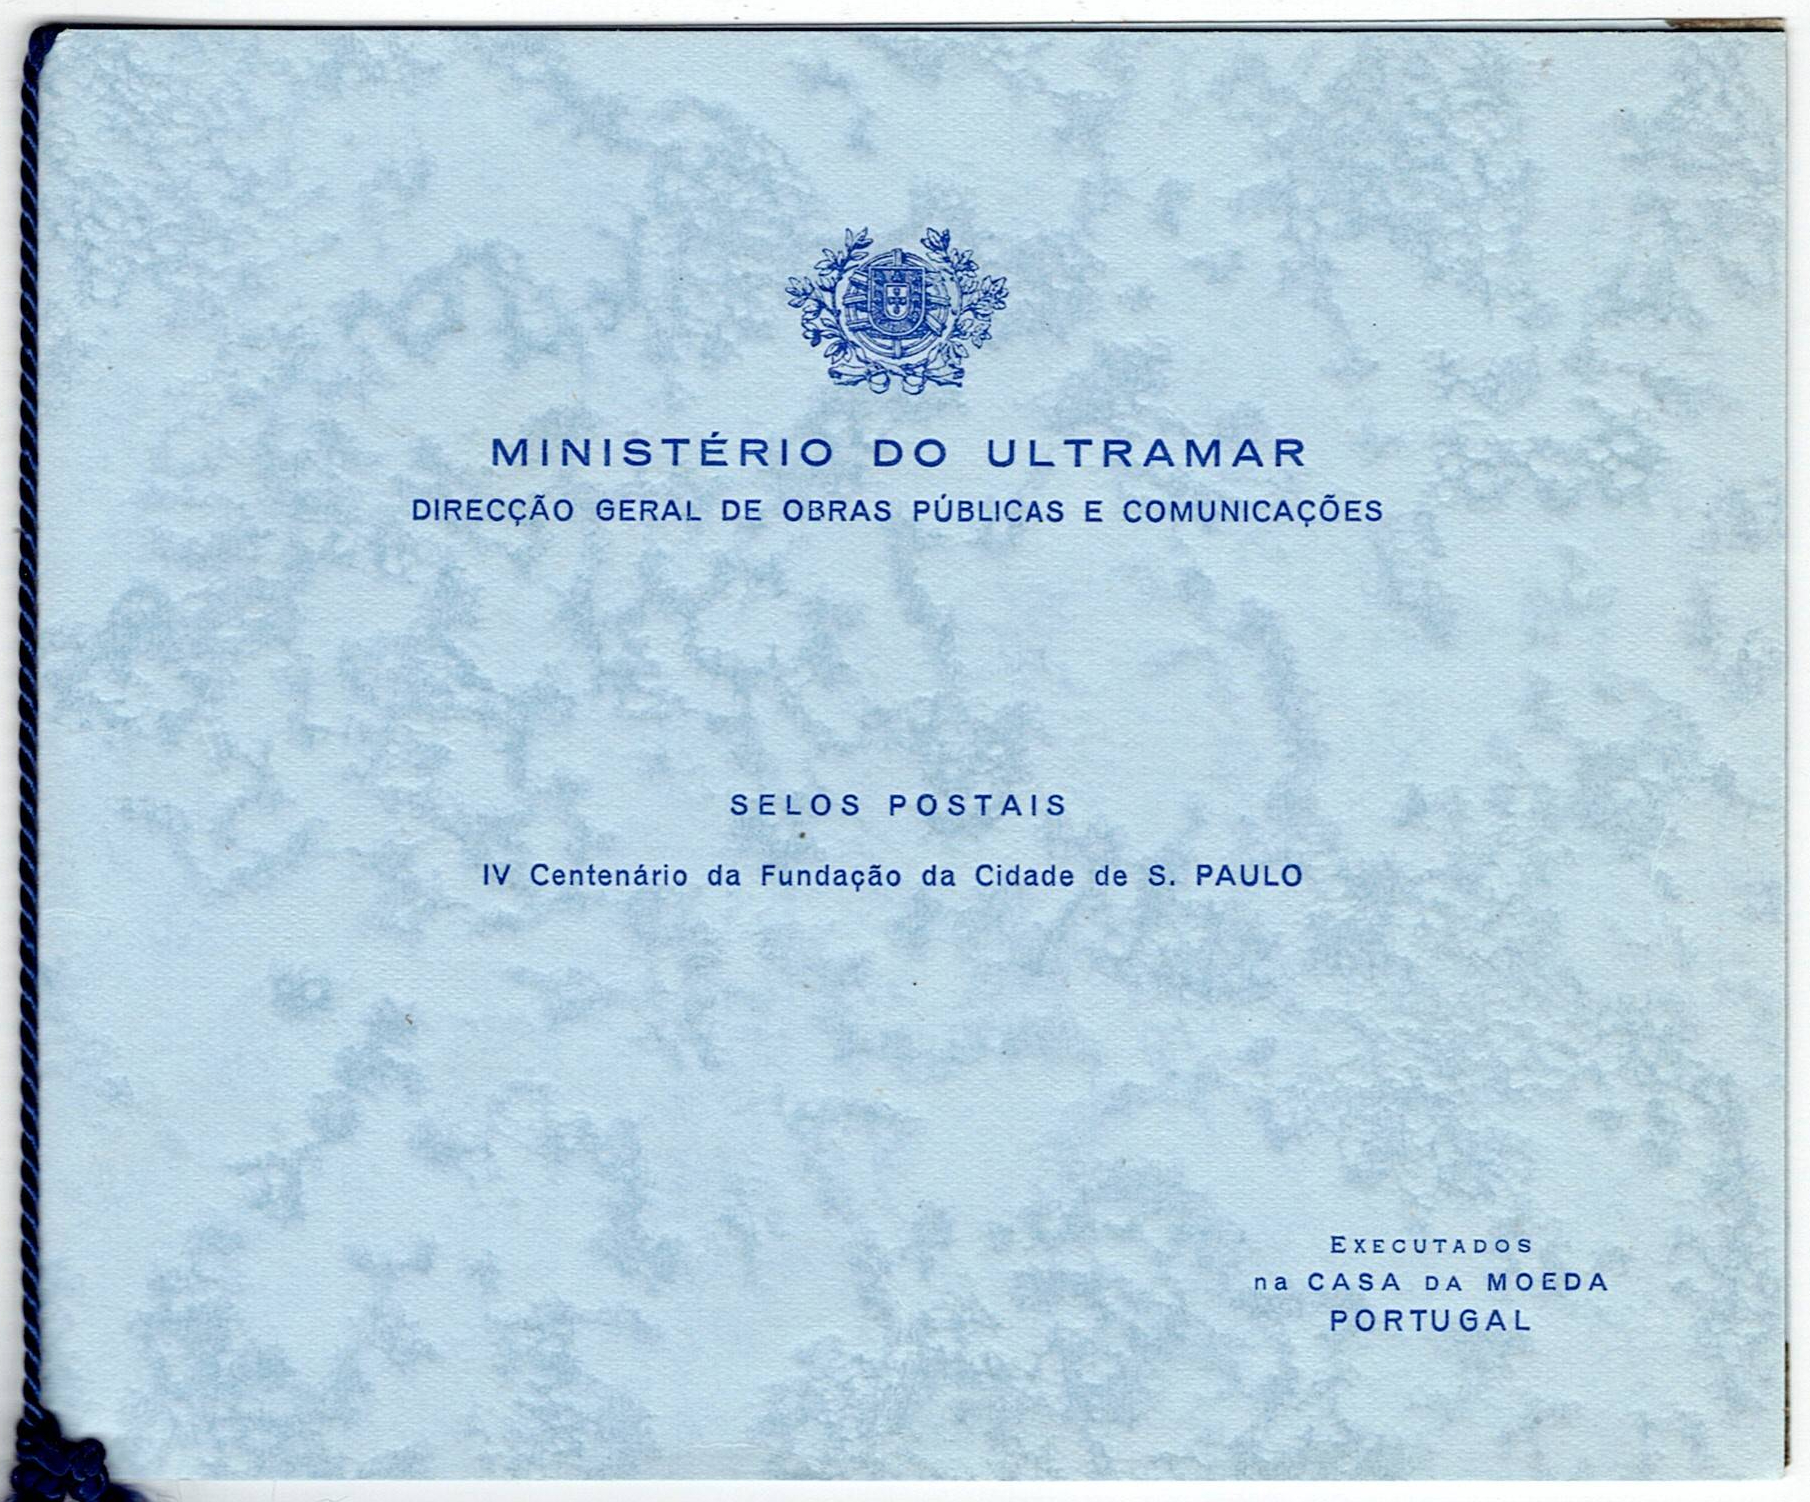 MINISTÉRIO DO ULTRAMAR
DIRECÇÃO GERAL DE OBRAS PÚBLICAS E COMUNICAÇÕES
SELOS POSTAIS
IV Centenário da Fundação da Cidade de S. PAULO
EXECUTADOS
na CASA DA MOEDA
PORTUGAL